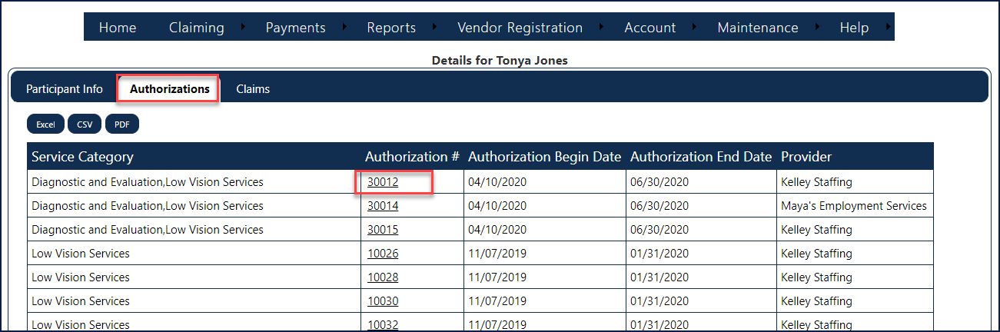 Home Claiming Payments Reports Vendor Registration Account Maintenance Help
Details for Tonya Jones
Participant Info Authorizations Claims
Excel CSV PDF
Service Category Authorization # Authorization Begin Date Authorization End Date Provider
Diagnostic and Evaluation,Low Vision Services 30012 04/10/2020 06/30/2020 Kelley Staffing
Diagnostic and Evaluation,Low Vision Services 30014 04/10/2020 06/30/2020 Maya's Employment Services
Diagnostic and Evaluation,Low Vision Services 30015 04/10/2020 06/30/2020 Kelley Staffing
Low Vision Services 10026 11/07/2019 01/31/2020 Kelley Staffing
Low Vision Services 10028 11/07/2019 01/31/2020 Kelley Staffing
Low Vision Services 10030 11/07/2019 01/31/2020 Kelley Staffing
Low Vision Services 10032 11/07/2019 01/31/2020 Kelley Staffing